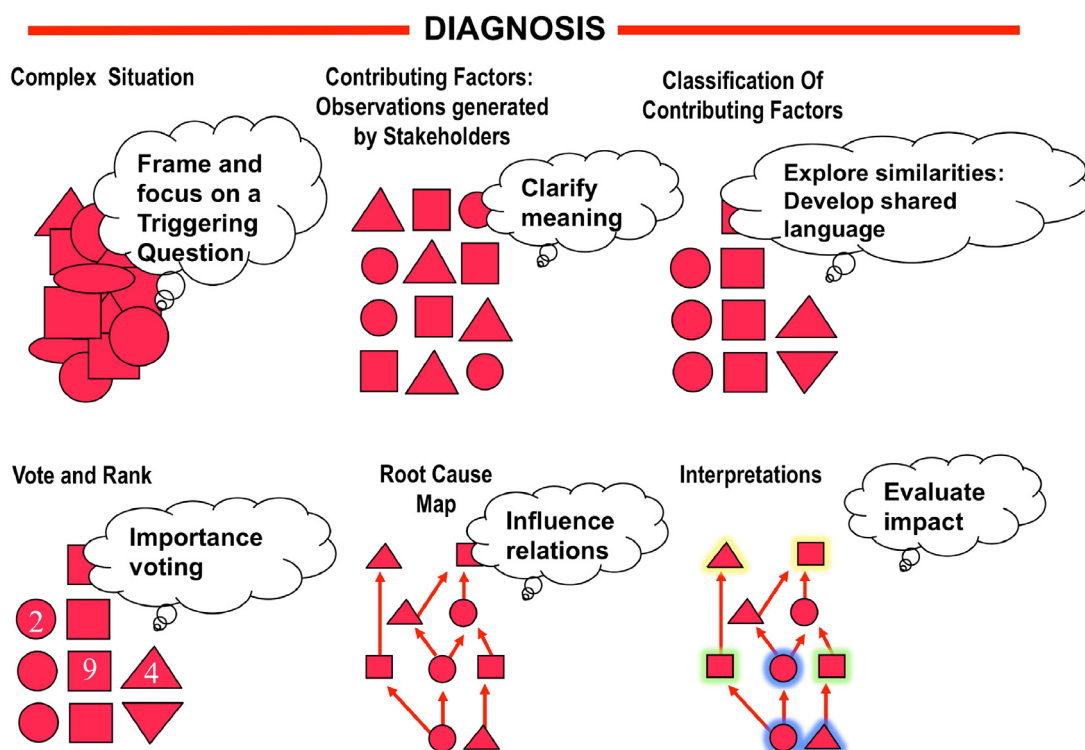 DIAGNOSIS
Complex Situation
Frame and
focus on a
Triggering
Question
Contributing Factors:
Observations generated
by Stakeholders
Clarify
meaning
Classification Of
Contributing Factors
Explore similarities:
Develop shared
language
Vote and Rank
Importance
voting
2
9
4
Root Cause
Map
Influence
relations
Interpretations
Evaluate
impact